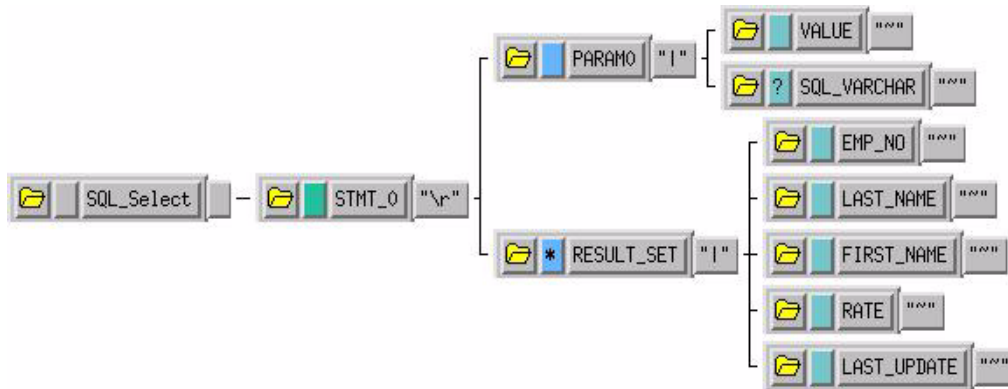 VALUE "~"
PARAM0 "|"
? SQL_VARCHAR "~"
EMP_NO "~"
SQL_Select STMT_0 "\r" LAST_NAME "~"
* RESULT_SET "|" FIRST_NAME "~"
RATE "~"
LAST_UPDATE "~"